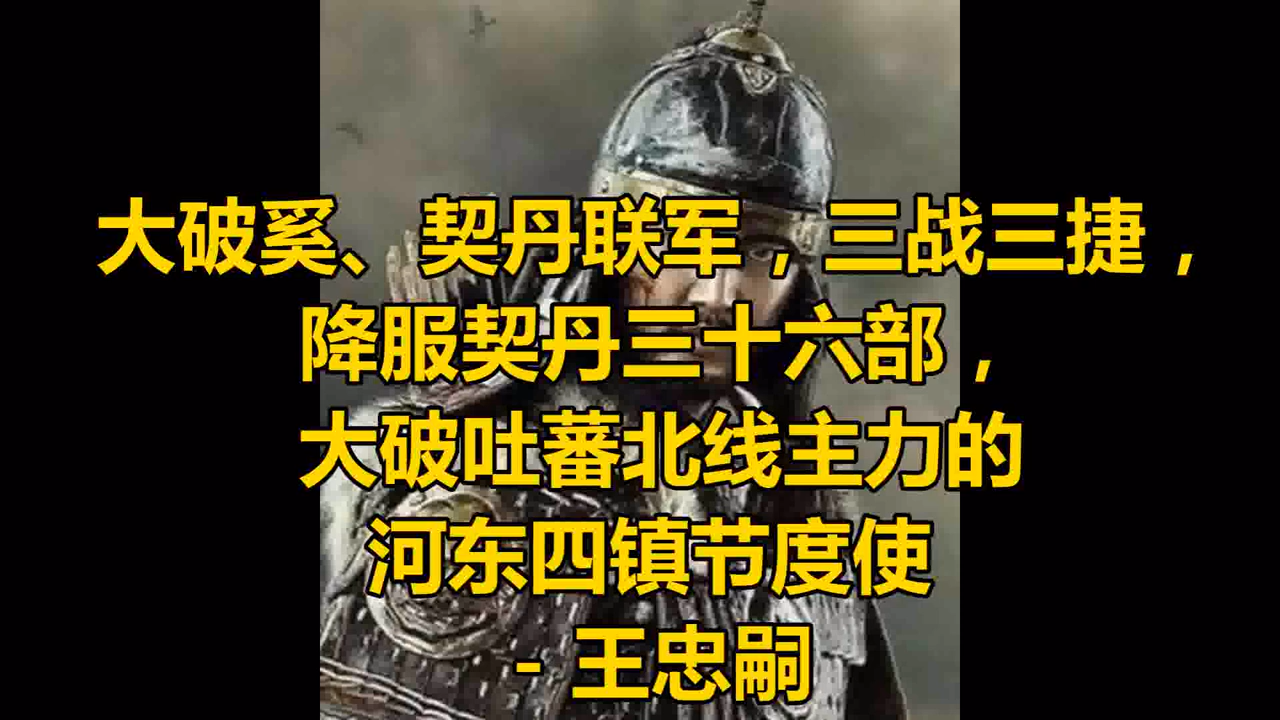 大破奚、契丹联军，三战三捷，
降服契丹三十六部，
大破吐蕃北线主力的
河东四镇节度使
- 王忠嗣